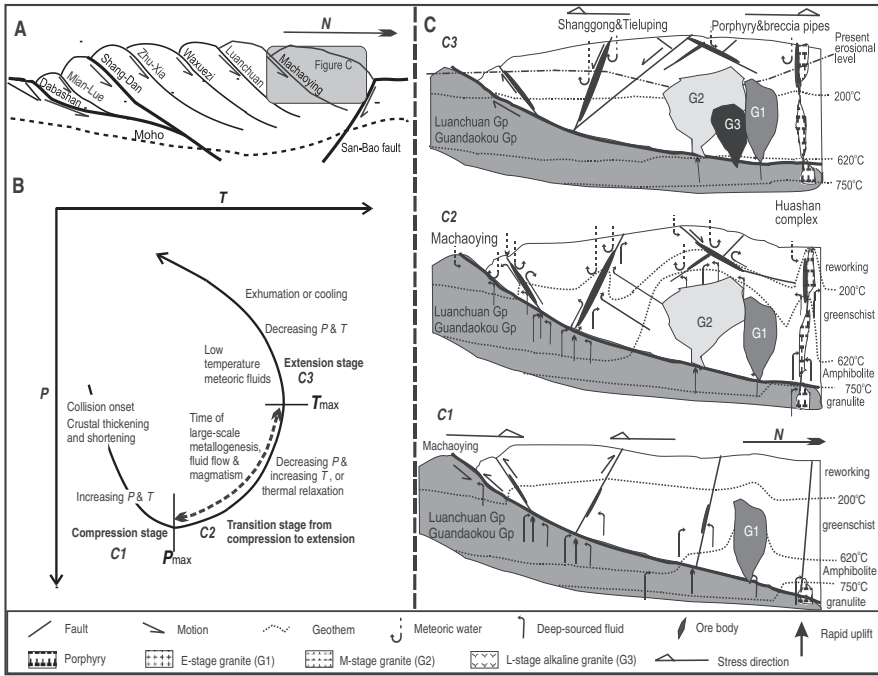 A
N
Dabashan
Mian-Lue
Shang-Dan
Zhu-Xia
Waxuezi
Luanchuan
Machaoying
Figure C
Moho
San-Bao fault
B
T
P
Exhumation or cooling
Decreasing P & T
Low
temperature
meteoric fluids
Extension stage
C3
Tmax
Collision onset
Crustal thickening
and shortening
Time of
large-scale
metallogenesis,
fluid flow &
magmatism
Decreasing P &
increasing T , or
thermal relaxation
Increasing P & T
Compression stage
C1
Pmax
C2
Transition stage from
compression to extension
C
C3
Shanggong&Tieluping
Porphyry&breccia pipes
Present
erosional
level
200°C
G2
G3
G1
Luanchuan Gp
Guandaokou Gp
620°C
750°C
Huashan
complex
C2
Machaoying
reworking
200°C
greenschist
G2
G1
Luanchuan Gp
Guandaokou Gp
620°C
Amphibolite
750°C
granulite
C1
N
Machaoying
reworking
200°C
Luanchuan Gp
Guandaokou Gp
G1
greenschist
620°C
Amphibolite
750°C
granulite
Fault
Motion
Geothem
Meteoric water
Deep-sourced fluid
Ore body
Rapid uplift
Porphyry
E-stage granite (G1)
M-stage granite (G2)
L-stage alkaline granite (G3)
Stress direction